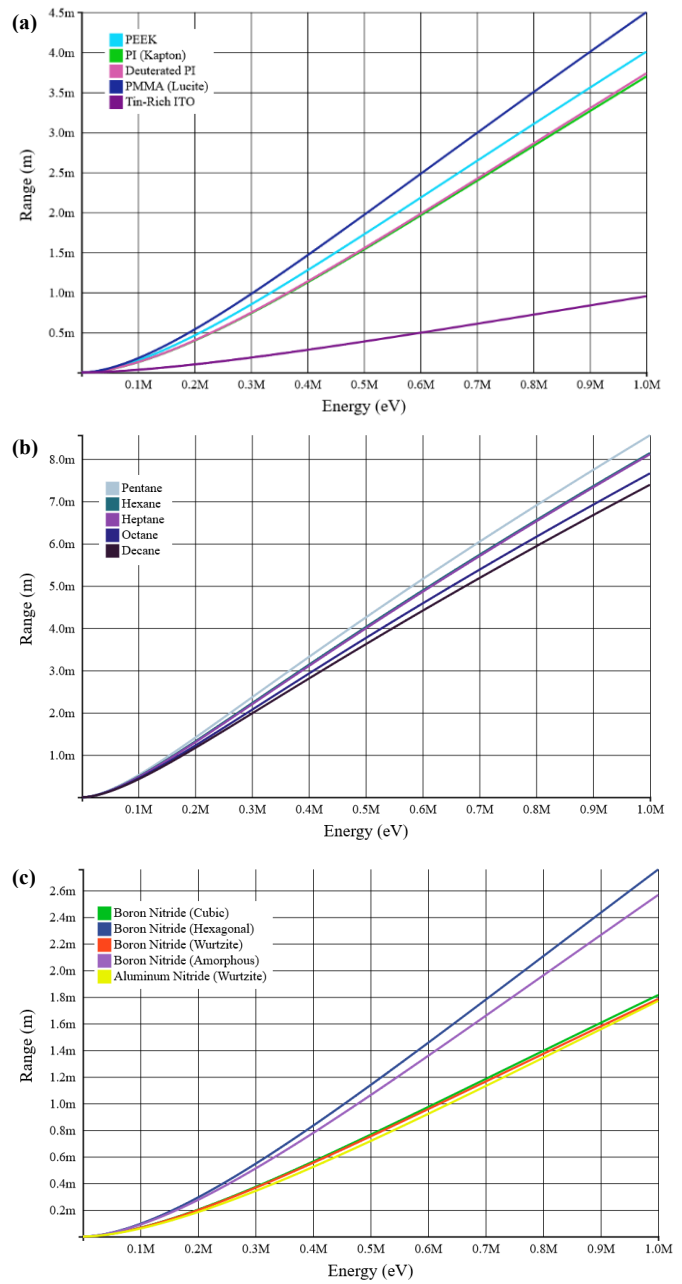 (a)
4.5m
4.0m
3.5m
3.0m
2.5m
2.0m
1.5m
1.0m
0.5m
Range (m)
PEEK
PI (Kapton)
Deuterated PI
PMMA (Lucite)
Tin-Rich ITO
0.1M 0.2M 0.3M 0.4M 0.5M 0.6M 0.7M 0.8M 0.9M 1.0M
Energy (eV)
(b)
8.0m
7.0m
6.0m
5.0m
4.0m
3.0m
2.0m
1.0m
Range (m)
Pentane
Hexane
Heptane
Octane
Decane
0.1M 0.2M 0.3M 0.4M 0.5M 0.6M 0.7M 0.8M 0.9M 1.0M
Energy (eV)
(c)
2.6m
2.4m
2.2m
2.0m
1.8m
1.6m
1.4m
1.2m
1.0m
0.8m
0.6m
0.4m
0.2m
Range (m)
Boron Nitride (Cubic)
Boron Nitride (Hexagonal)
Boron Nitride (Wurtzite)
Boron Nitride (Amorphous)
Aluminum Nitride (Wurtzite)
0.1M 0.2M 0.3M 0.4M 0.5M 0.6M 0.7M 0.8M 0.9M 1.0M
Energy (eV)